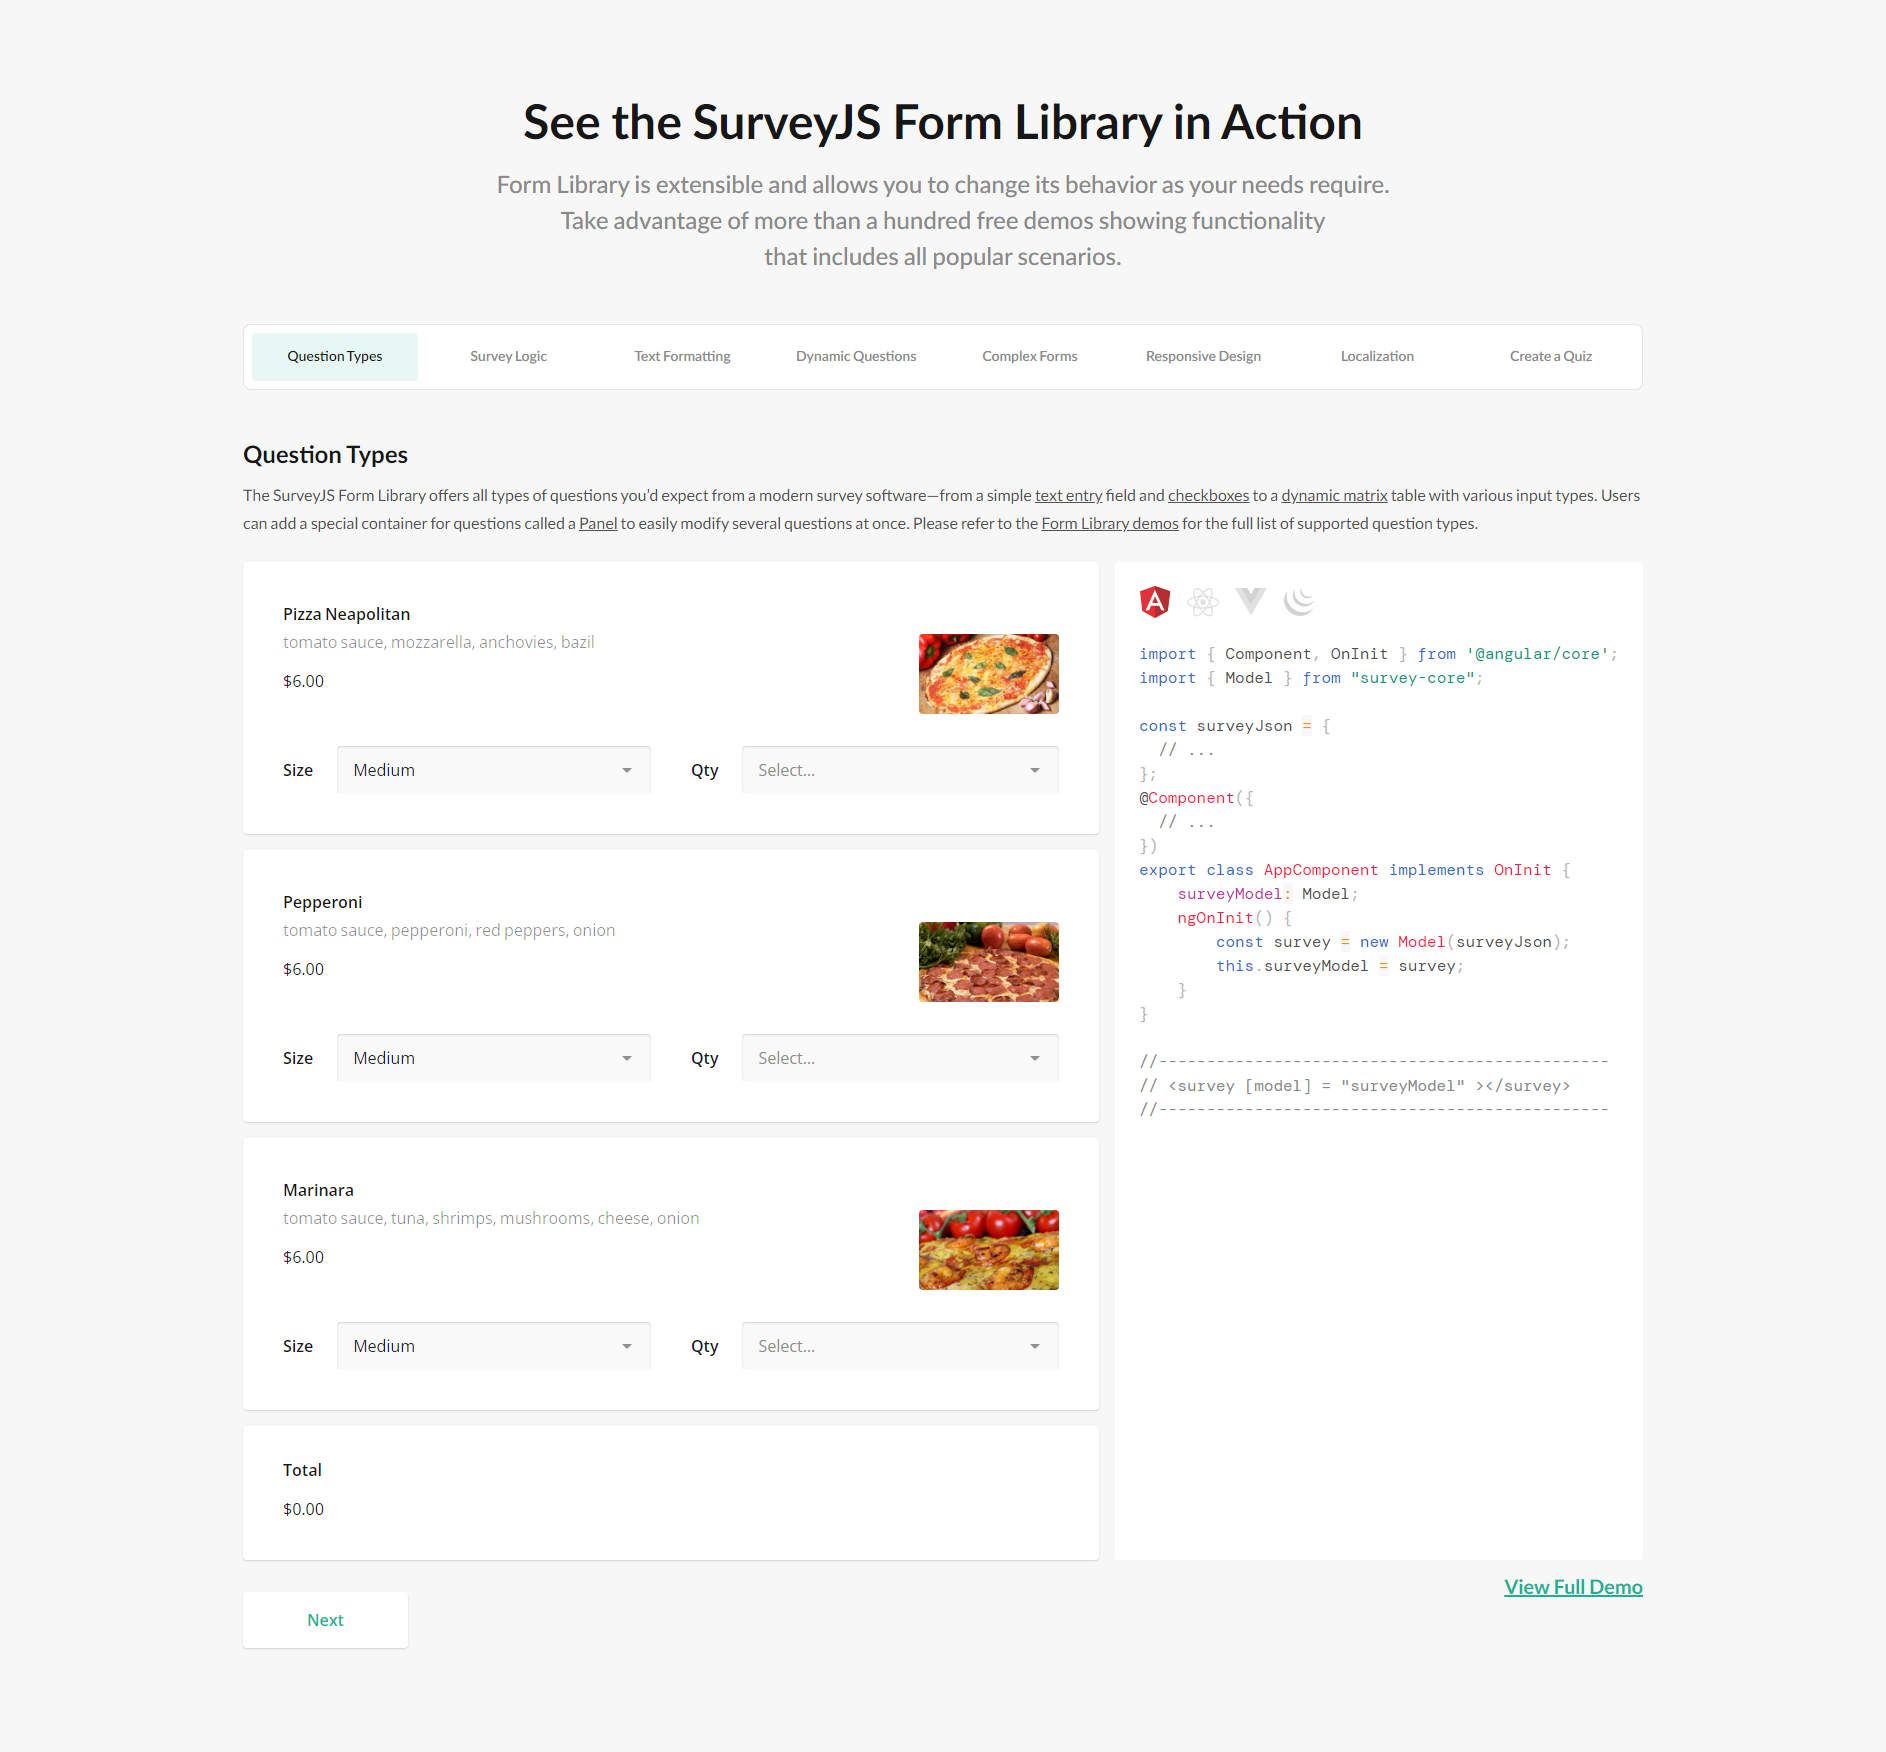 See the SurveyJS Form Library in Action
Form Library is extensible and allows you to change its behavior as your needs require.
Take advantage of more than a hundred free demos showing functionality
that includes all popular scenarios.
Question Types
Survey Logic
Text Formatting
Dynamic Questions
Complex Forms
Responsive Design
Localization
Create a Quiz
Question Types
The SurveyJS Form Library offers all types of questions you’d expect from a modern survey software—from a simple text entry field and checkboxes to a dynamic matrix table with various input types. Users
can add a special container for questions called a Panel to easily modify several questions at once. Please refer to the Form Library demos for the full list of supported question types.
Pizza Neapolitan
tomato sauce, mozzarella, anchovies, bazil
$6.00
Size Medium Qty Select...
Pepperoni
tomato sauce, pepperoni, red peppers, onion
$6.00
Size Medium Qty Select...
Marinara
tomato sauce, tuna, shrimps, mushrooms, cheese, onion
$6.00
Size Medium Qty Select...
Total
$0.00
Next
import { Component, OnInit } from '@angular/core';
import { Model } from "survey-core";
const surveyJson = {
// ...
};
@Component({
// ...
})
export class AppComponent implements OnInit {
surveyModel: Model;
ngOnInit() {
const survey = new Model(surveyJson);
this.surveyModel = survey;
}
}
//-----------------------------------------------
// <survey [model] = "surveyModel" ></survey>
//-----------------------------------------------
View Full Demo